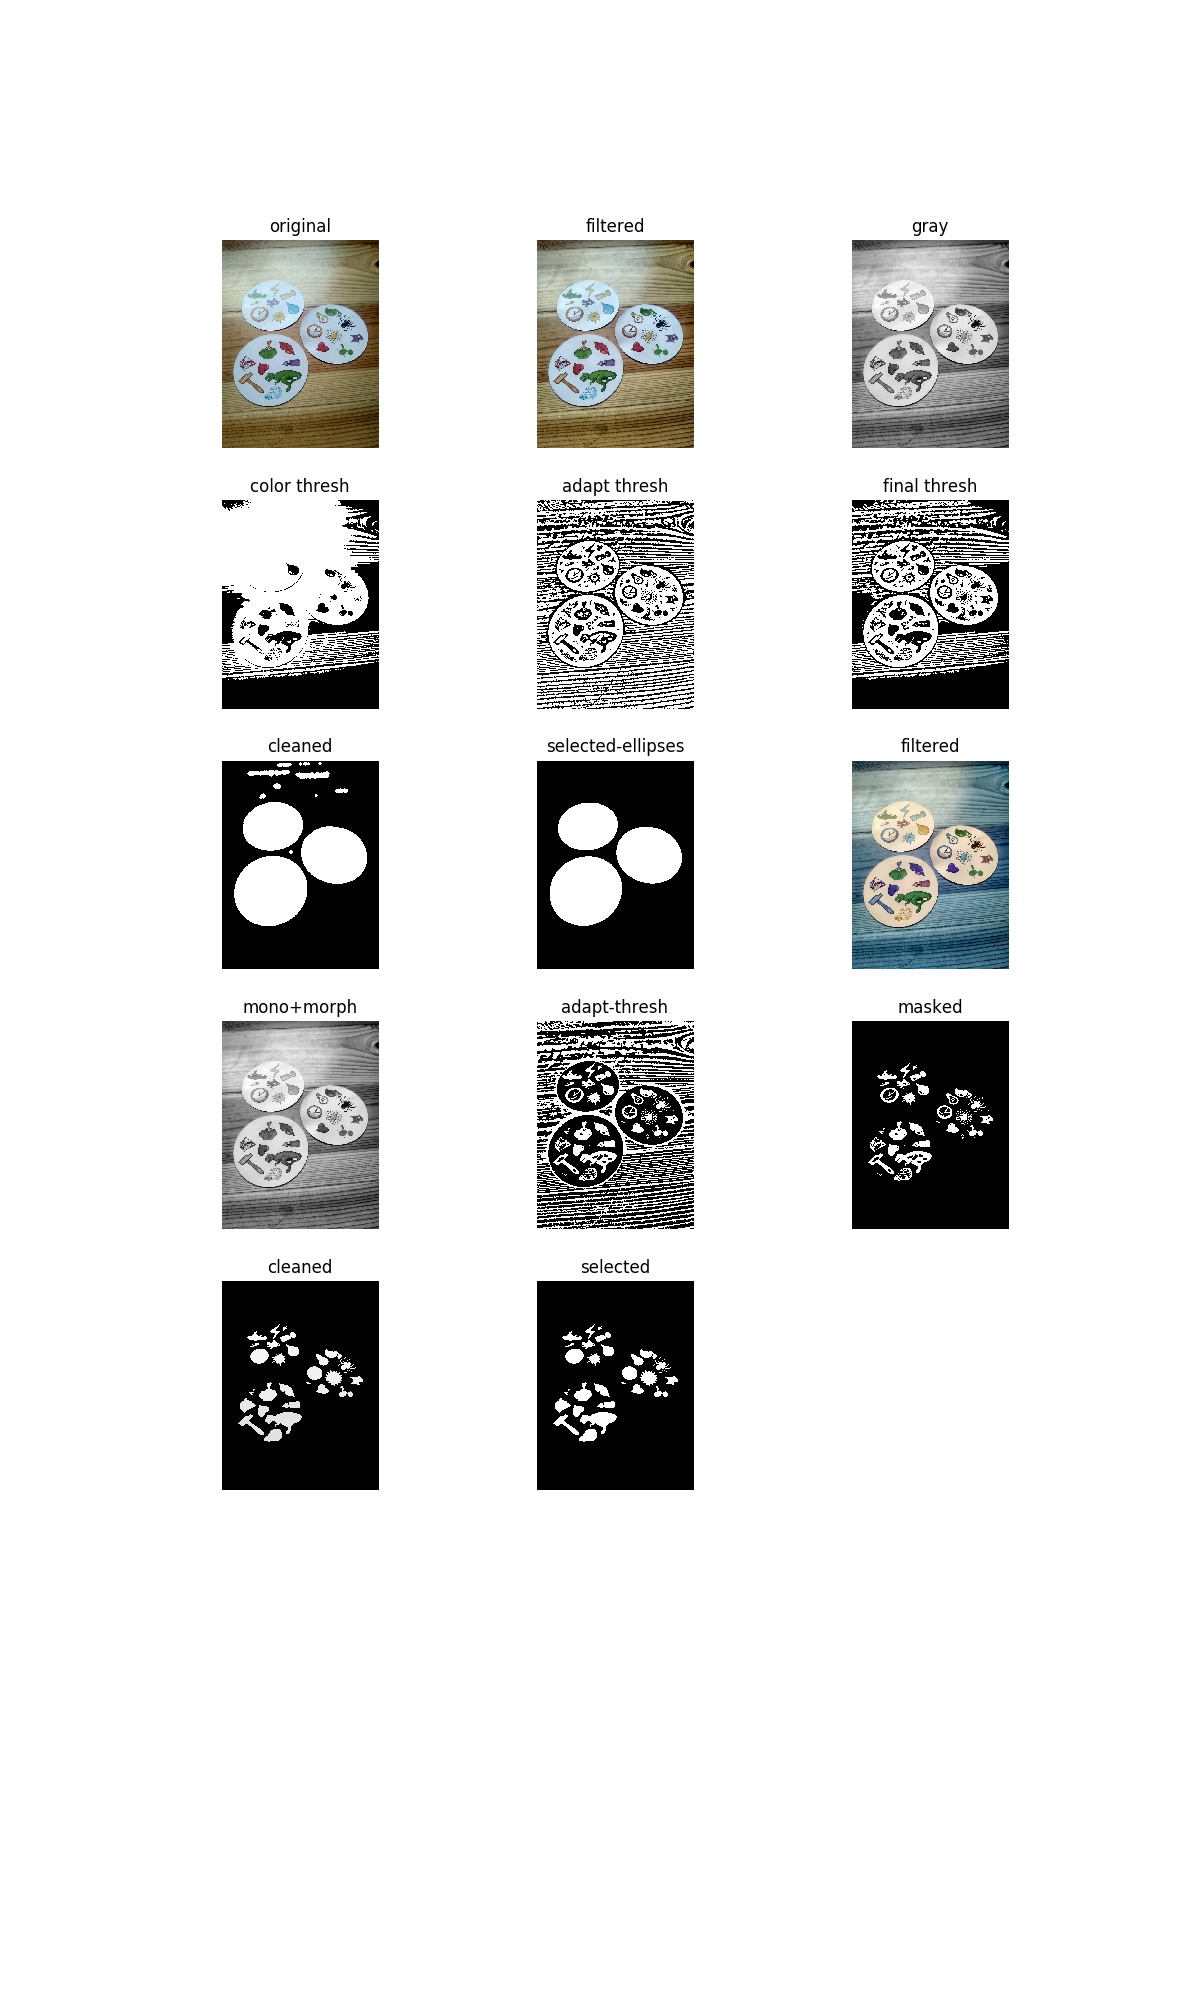 original
filtered
gray
color thresh
adapt thresh
final thresh
cleaned
selected-ellipses
filtered
mono+morph
adapt-thresh
masked
cleaned
selected